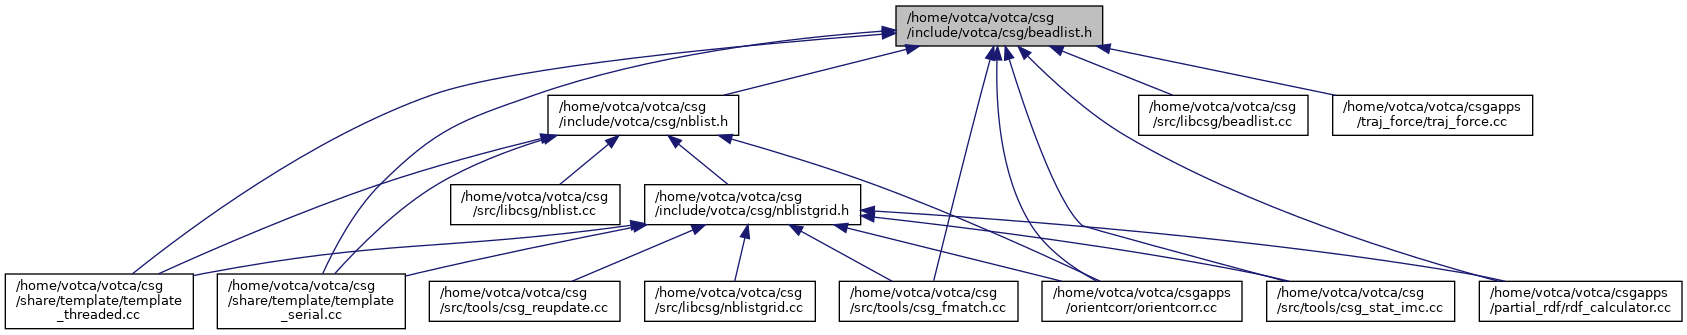 /home/votca/votca/csg
/include/votca/csg/beadlist.h
/home/votca/votca/csg
/include/votca/csg/nblist.h
/home/votca/votca/csg
/src/libcsg/beadlist.cc
/home/votca/votca/csgapps
/traj_force/traj_force.cc
/home/votca/votca/csg
/src/libcsg/nblist.cc
/home/votca/votca/csg
/include/votca/csg/nblistgrid.h
/home/votca/votca/csg
/share/template/template
_threaded.cc
/home/votca/votca/csg
/share/template/template
_serial.cc
/home/votca/votca/csg
/src/tools/csg_reupdate.cc
/home/votca/votca/csg
/src/libcsg/nblistgrid.cc
/home/votca/votca/csg
/src/tools/csg_fmatch.cc
/home/votca/votca/csgapps
/orientcorr/orientcorr.cc
/home/votca/votca/csg
/src/tools/csg_stat_imc.cc
/home/votca/votca/csgapps
/partial_rdf/rdf_calculator.cc